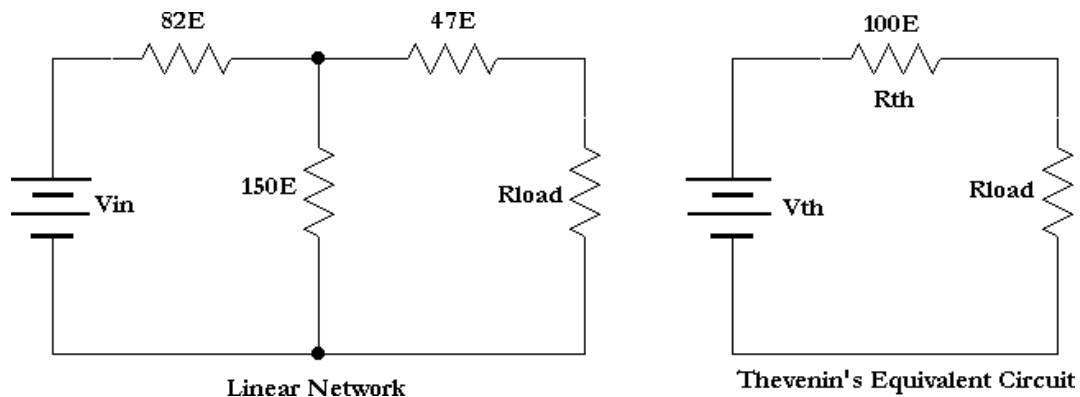 82E
47E
100E
Rth
150E
Vin
Rload
Vth
Rload
Linear Network
Thevenin's Equivalent Circuit